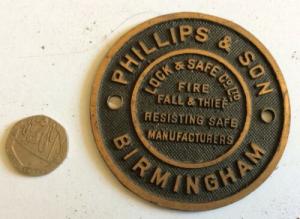 PHILLIPS & SON
LOCK & SAFE CO LTD
FIRE
FALL & THIEF
RESISTING SAFE
MANUFACTURERS
BIRMINGHAM